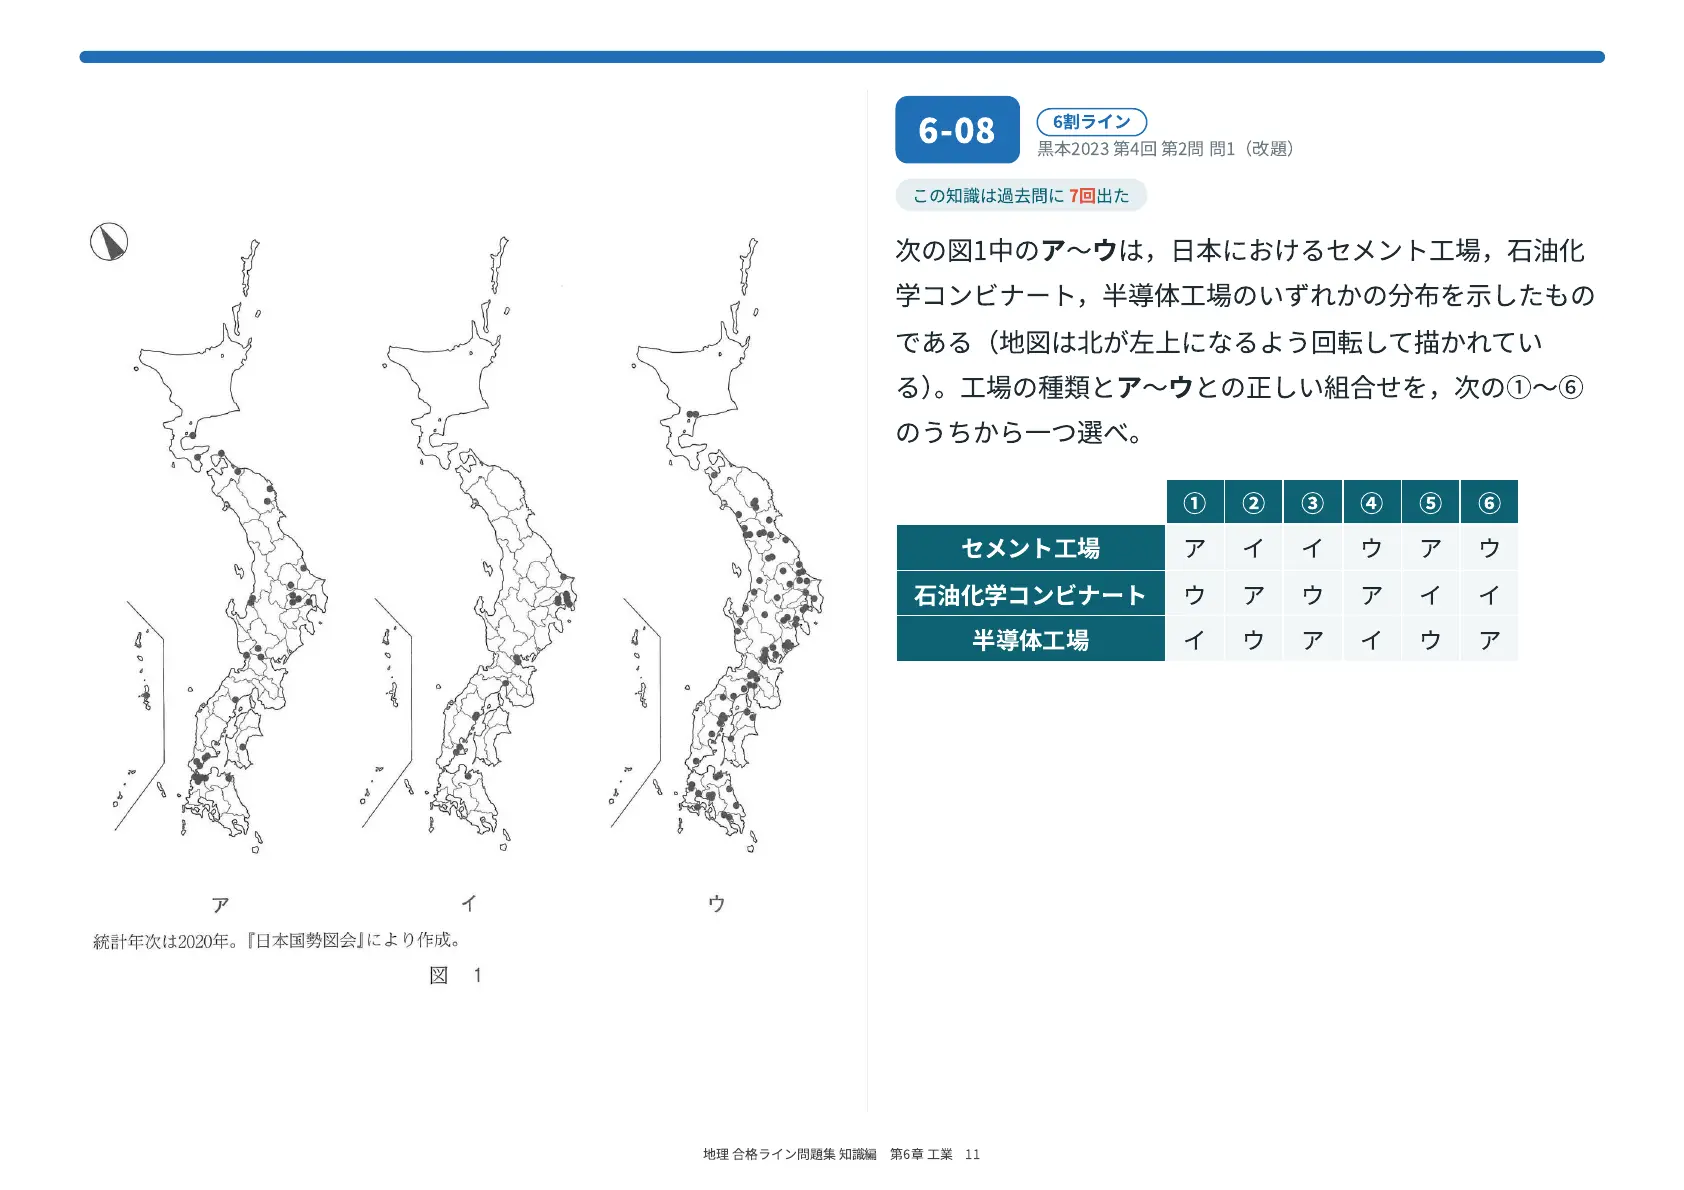 6-08
6割ライン
黒本2023 第4回 第2問 問1（改題）
この知識は過去問に 7回出た
次の図1中のア～ウは，日本におけるセメント工場，石油化
学コンビナート，半導体工場のいずれかの分布を示したもの
である（地図は北が左上になるよう回転して描かれてい
る）。工場の種類とア～ウとの正しい組合せを，次の①～⑥
のうちから一つ選べ。
① ② ③ ④ ⑤ ⑥
セメント工場 ア イ イ ウ ア ウ
石油化学コンビナート ウ ア ウ ア イ イ
半導体工場 イ ウ ア イ ウ ア
ア イ ウ
統計年次は2020年。『日本国勢図会』により作成。
図 1
地理 合格ライン問題集 知識編 第6章 工業 11